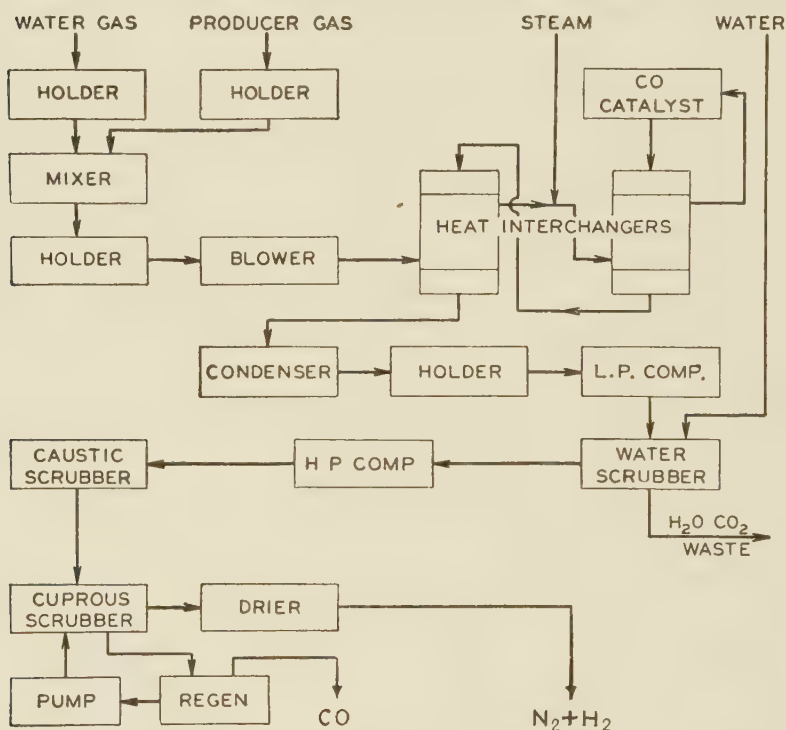 WATER GAS
PRODUCER GAS
STEAM
WATER
HOLDER
HOLDER
CO
CATALYST
MIXER
HEAT INTERCHANGERS
HOLDER
BLOWER
CONDENSER
HOLDER
L.P. COMP.
CAUSTIC
SCRUBBER
H P COMP
WATER
SCRUBBER
H₂O CO₂
WASTE
CUPROUS
SCRUBBER
DRIER
PUMP
REGEN
CO
N₂+H₂